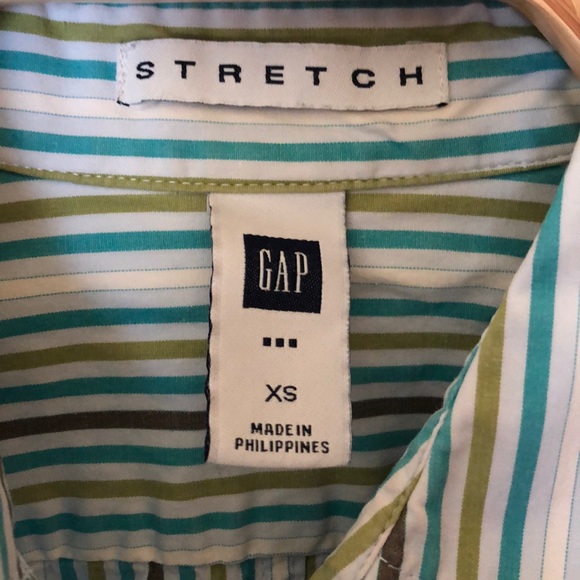 STRETCH
GAP
XS
MADE IN
PHILIPPINES